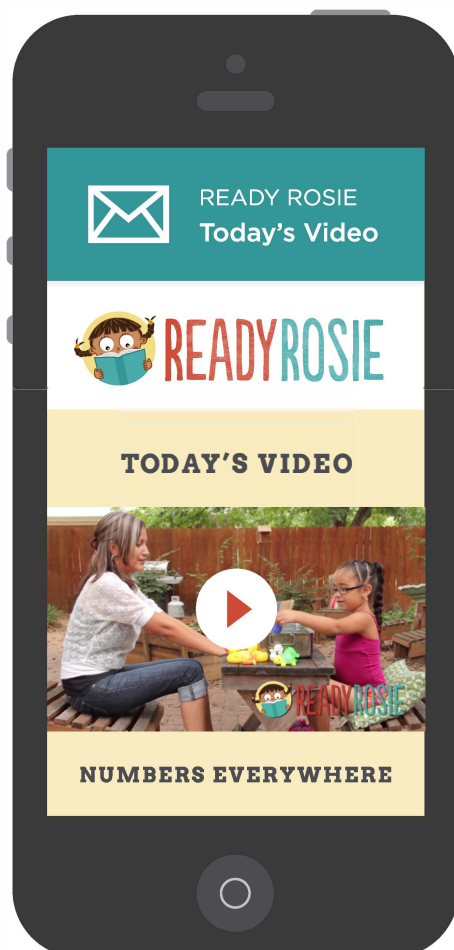 READY ROSIE
Today's Video
READYROSIE
TODAY'S VIDEO
READYROSIE
NUMBERS EVERYWHERE